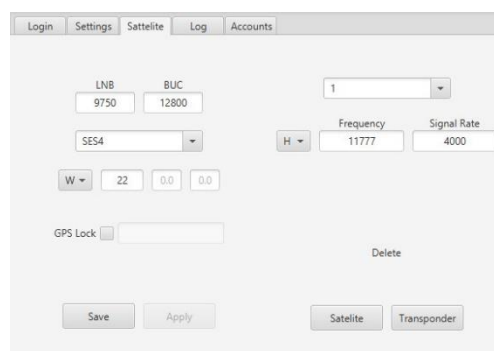 Login Settings Sattelite Log Accounts
LNB BUC
9750 12800
1
Frequency Signal Rate
SES4 H 11777 4000
W 22 0.0 0.0
GPS Lock
Delete
Save Apply Satelite Transponder